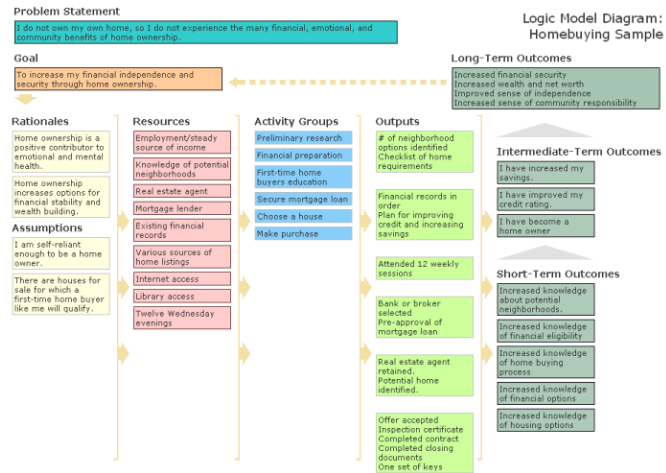 Problem Statement
I do not own my own home, so I do not experience the many financial, emotional, and
community benefits of home ownership.
Logic Model Diagram:
Homebuying Sample
Goal
To increase my financial independence and
security through home ownership.
Long-Term Outcomes
Increased financial security
Increased wealth and net worth
Improved sense of independence
Increased sense of community responsibility
Rationales
Home ownership is a
positive contributor to
emotional and mental
health.
Home ownership
increases options for
financial stability and
wealth building.
Assumptions
I am self-reliant
enough to be a home
owner.
There are houses for
sale for which a
first-time home buyer
like me will qualify.
Resources
Employment/steady
source of income
Knowledge of potential
neighborhoods
Real estate agent
Mortgage lender
Existing financial
records
Various sources of
home listings
Internet access
Library access
Twelve Wednesday
evenings
Activity Groups
Preliminary research
Financial preparation
First-time home
buyers education
Secure mortgage loan
Choose a house
Make purchase
Outputs
# of neighborhood
options identified
Checklist of home
requirements
Financial records in
order
Plan for improving
credit and increasing
savings
Attended 12 weekly
sessions
Bank or broker
selected
Pre-approval of
mortgage loan
Real estate agent
retained.
Potential home
identified.
Offer accepted
Inspection certificate
Completed contract
Completed closing
documents
One set of keys
Intermediate-Term Outcomes
I have increased my
savings.
I have improved my
credit rating.
I have become a
home owner
Short-Term Outcomes
Increased knowledge
about potential
neighborhoods.
Increased knowledge
of financial eligibility
Increased knowledge
of home buying
process
Increased knowledge
of financial options
Increased knowledge
of housing options